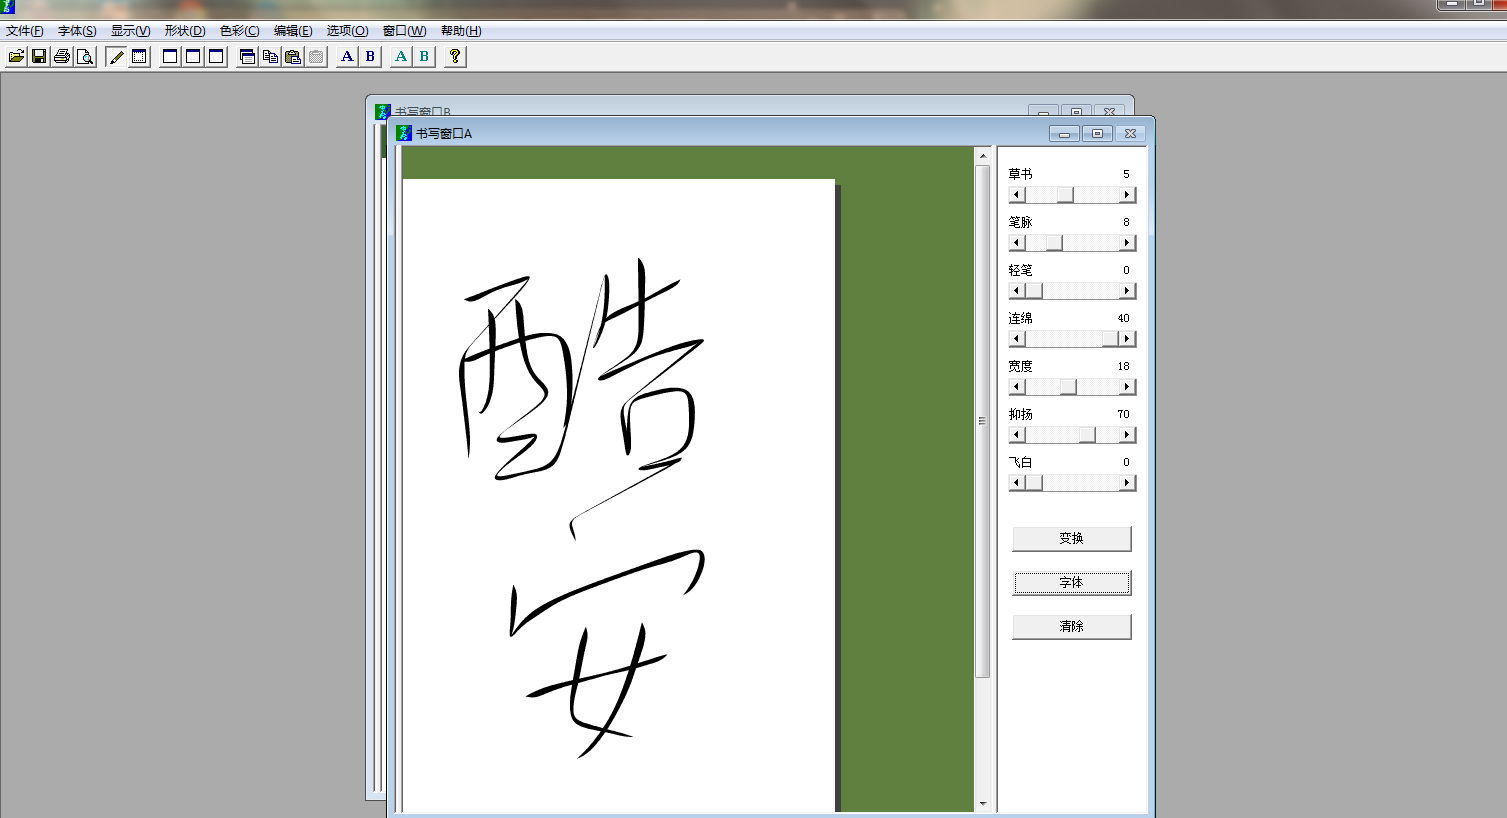 文件(F) 字体(S) 显示(V) 形状(D) 色彩(C) 编辑(E) 选项(O) 窗口(W) 帮助(H)
A B A B ?
书写窗口B
书写窗口A
草书 5
笔脉 8
轻笔 0
连绵 40
宽度 18
抑扬 70
飞白 0
变换
字体
清除
酷
安